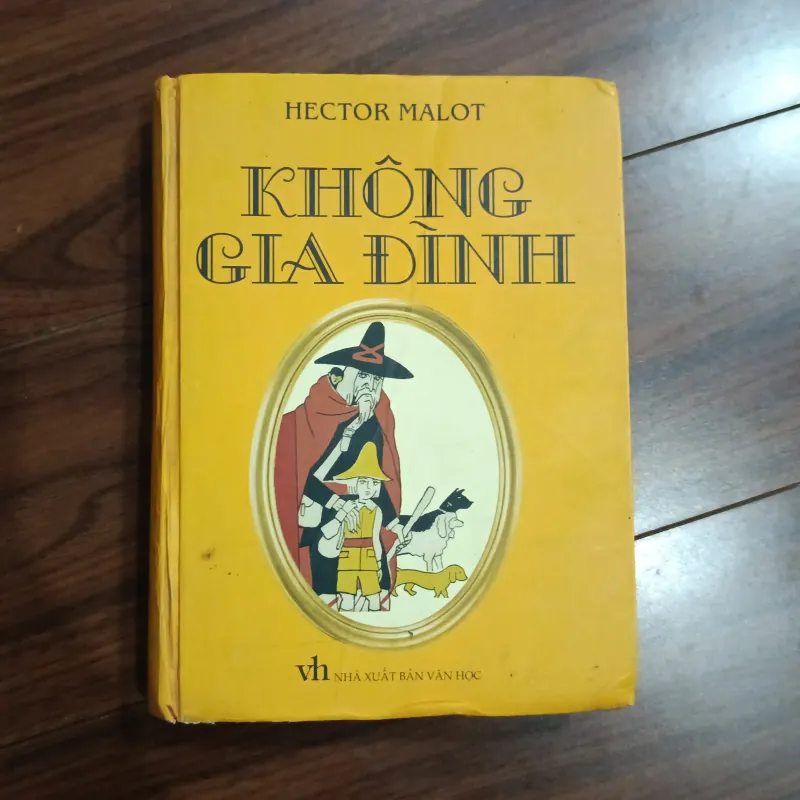 HECTOR MALOT
KHÔNG
GIA ĐÌNH
vh NHÀ XUẤT BẢN VĂN HỌC